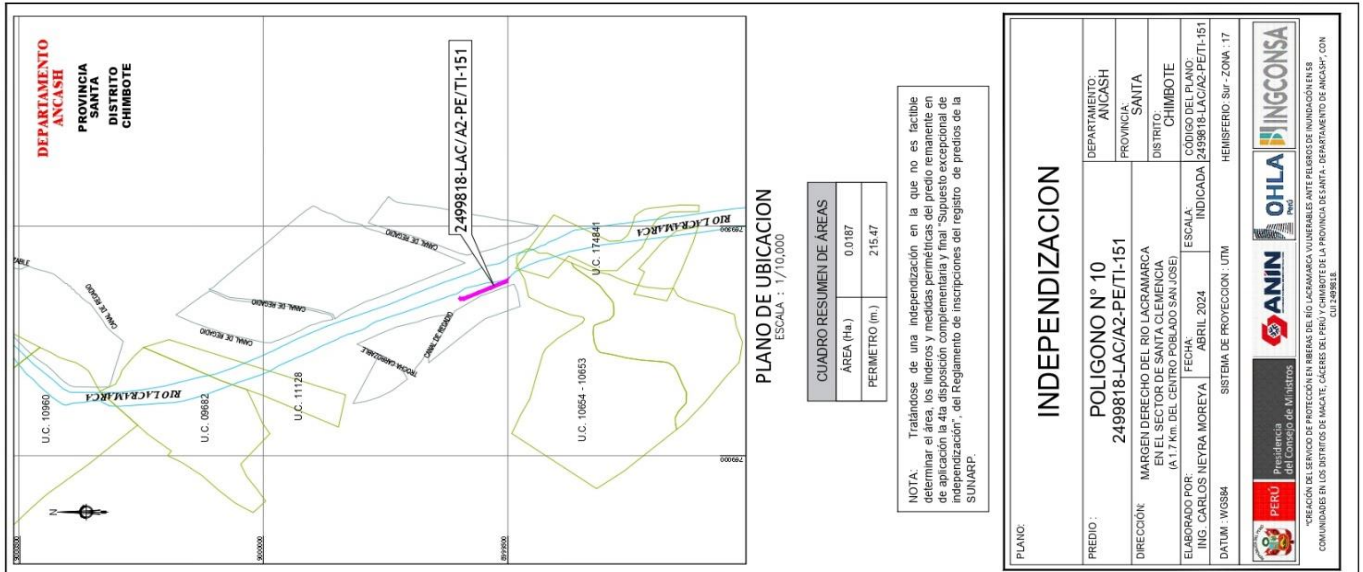 DEPARTAMENTO
ANCASH
PROVINCIA
SANTA
DISTRITO
CHIMBOTE
N
U.C. 10960
RIO LACRAMARCA
U.C. 09682
U.C. 11128
CANAL DE REGADIO
CANAL DE REGADIO
CANAL DE REGADIO
CANAL DE REGADIO
TROCHA CARROZABLE
CANAL DE REGADIO
2499818-LAC/A2-PE/TI-151
U.C. 10654 - 10653
U.C. 174841
RIO LACRAMARCA
9000000
769000
PLANO DE UBICACION
ESCALA : 1/10,000
CUADRO RESUMEN DE ÁREAS
ÁREA (Ha.) 0.0187
PERIMETRO (m.) 215.47
NOTA: Tratándose de una independización en la que no es factible
determinar el área, los linderos y medidas perimétricas del predio remanente en
de aplicación la 4ta disposición complementaria y final "Supuesto excepcional de
independización", del Reglamento de inscripciones del registro de predios de la
SUNARP.
PLANO:
INDEPENDIZACION
PREDIO :
POLIGONO N° 10
2499818-LAC/A2-PE/TI-151
DEPARTAMENTO:
ANCASH
PROVINCIA:
SANTA
DISTRITO:
CHIMBOTE
DIRECCIÓN:
MARGEN DERECHO DEL RIO LACRAMARCA
EN EL SECTOR DE SANTA CLEMENCIA
(A 1.7 Km. DEL CENTRO POBLADO SAN JOSE)
ELABORADO POR:
ING. CARLOS NEYRA MOREYA
FECHA:
ABRIL 2024
ESCALA:
INDICADA
CÓDIGO DEL PLANO:
2499818-LAC/A2-PE/TI-151
DATUM : WGS84
SISTEMA DE PROYECCION : UTM
HEMISFERIO: Sur - ZONA : 17
PERÚ
Presidencia
del Consejo de Ministros
ANIN
OHLA
Perú
INGCONSA
"CREACIÓN DEL SERVICIO DE PROTECCIÓN EN RIBERAS DEL RÍO LACRAMARCA VULNERABLES ANTE PELIGROS DE INUNDACIÓN EN 58
COMUNIDADES EN LOS DISTRITOS DE MACATE, CÁCERES DEL PERÚ Y CHIMBOTE DE LA PROVINCIA DE SANTA - DEPARTAMENTO DE ANCASH", CON
CUI 2499818.